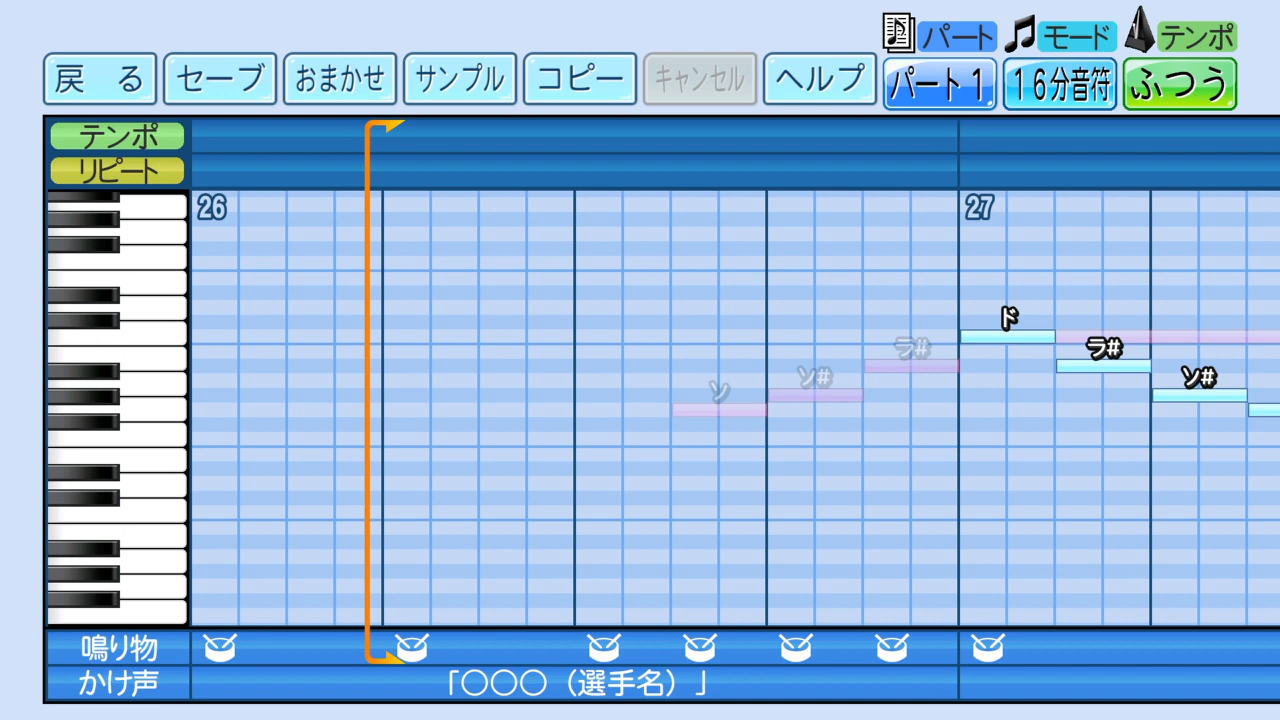 パート モード テンポ
戻 る セーブ おまかせ サンプル コピー キャンセル ヘルプ パート1 16分音符 ふつう
テンポ
リピート
26 27
ド
ラ# ラ#
ソ# ソ#
ソ
鳴り物
かけ声 「○○○(選手名)」